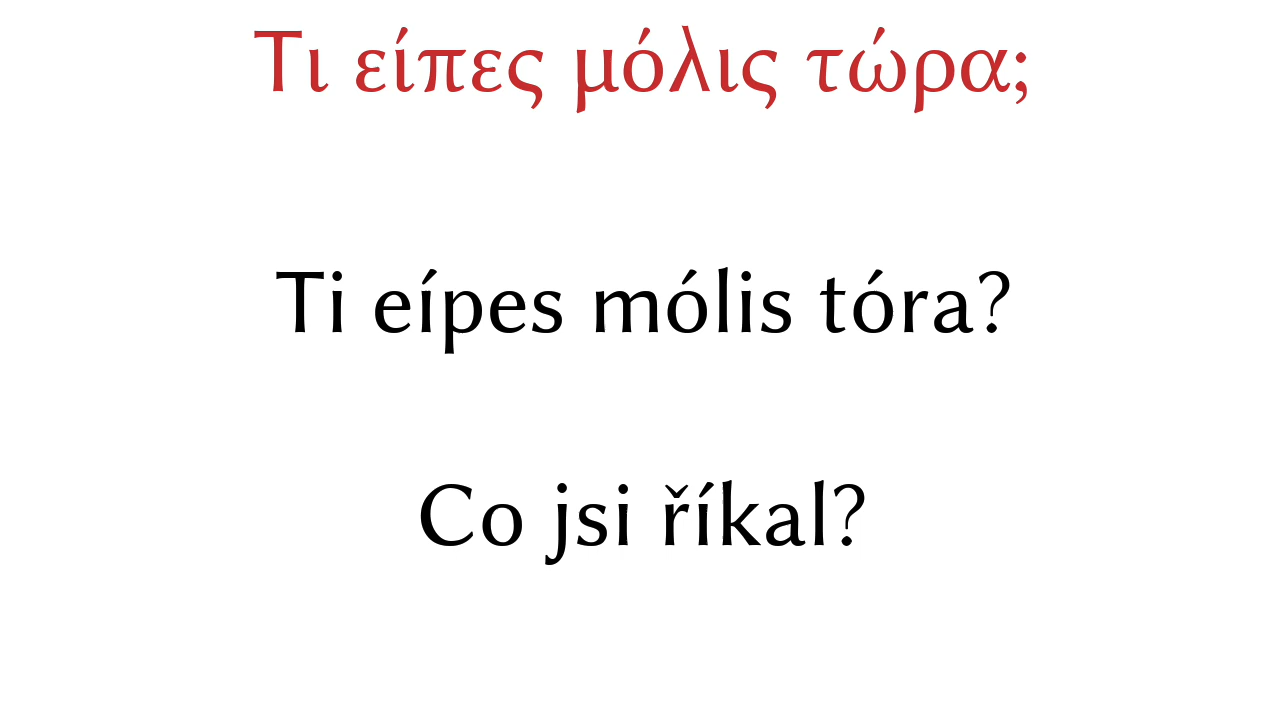 Τι είπες μόλις τώρα;
Ti eípes mólis tóra?
Co jsi říkal?